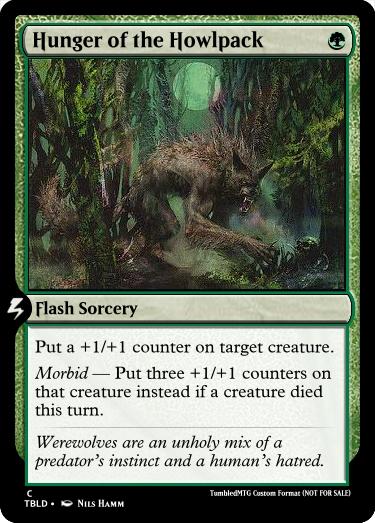 Hunger of the Howlpack
Flash Sorcery
Put a +1/+1 counter on target creature.
Morbid — Put three +1/+1 counters on
that creature instead if a creature died
this turn.
Werewolves are an unholy mix of a
predator's instinct and a human's hatred.
C
TBLD • Nils Hamm
TumbledMTG Custom Format (NOT FOR SALE)